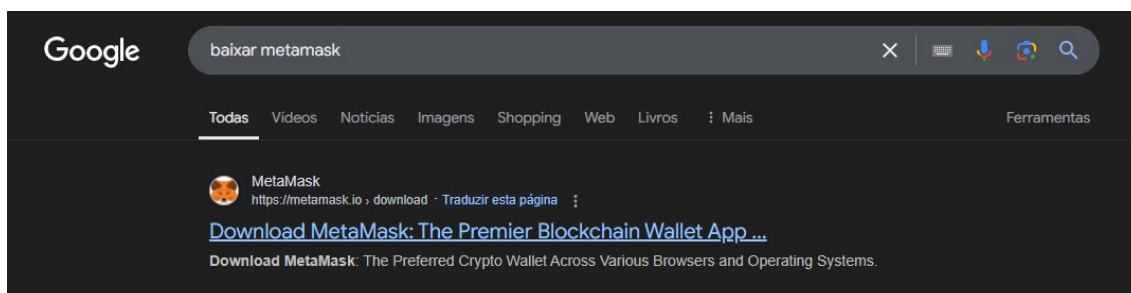 Google
baixar metamask
Todas Vídeos Notícias Imagens Shopping Web Livros Mais Ferramentas
MetaMask
https://metamask.io › download · Traduzir esta página
Download MetaMask: The Premier Blockchain Wallet App ...
Download MetaMask: The Preferred Crypto Wallet Across Various Browsers and Operating Systems.